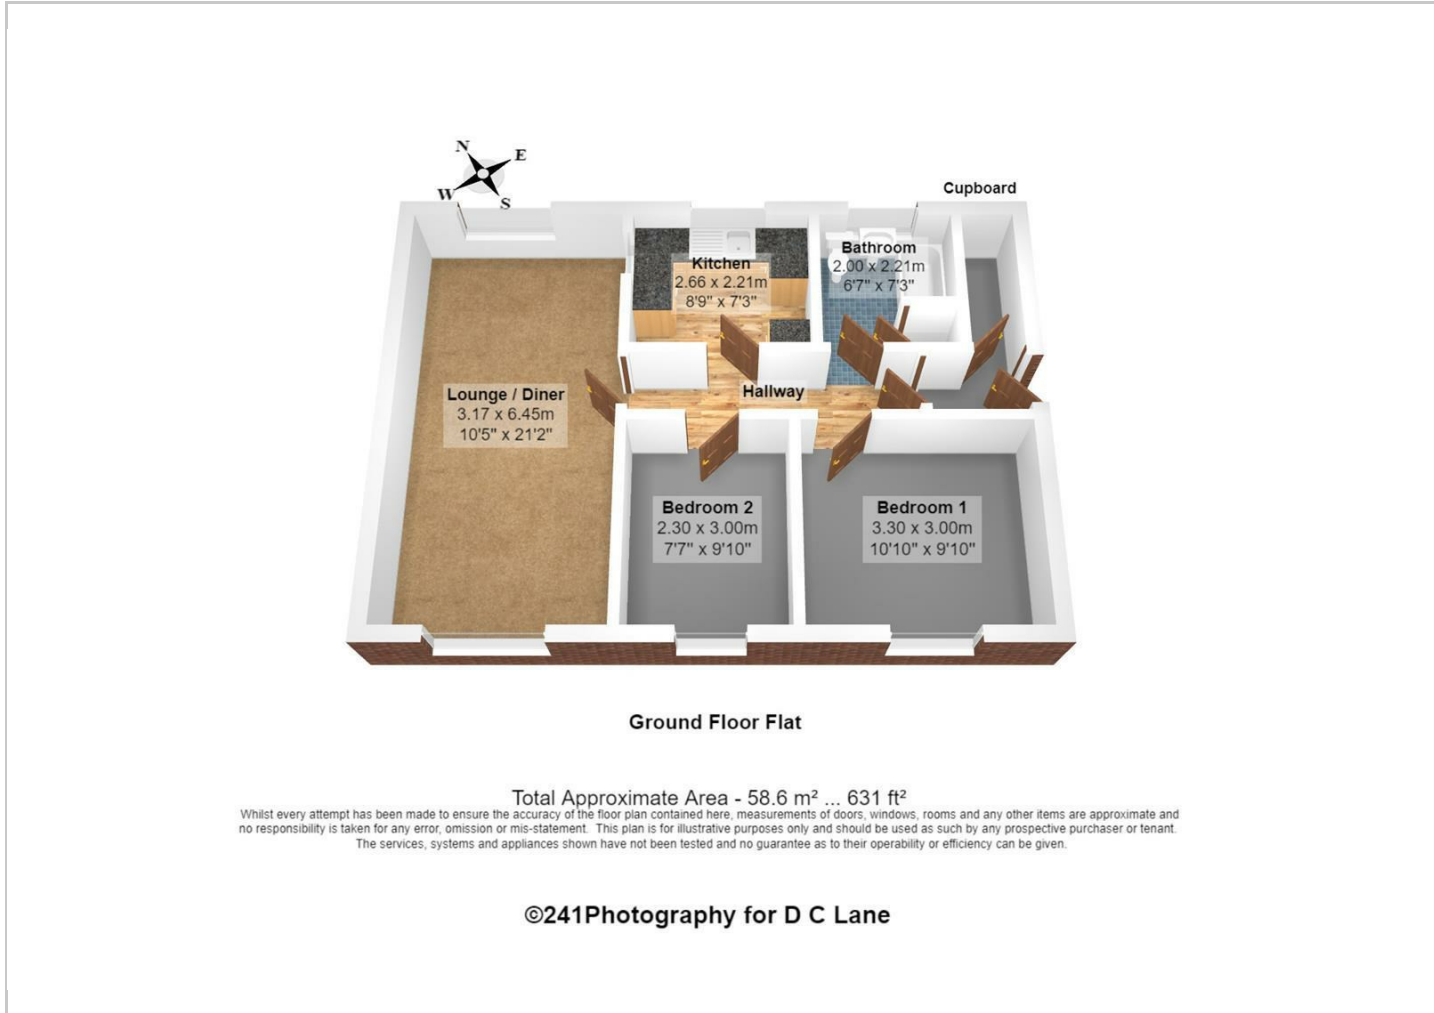 N
E
W
S
Cupboard
Kitchen
2.66 x 2.21m
8'9" x 7'3"
Bathroom
2.00 x 2.21m
6'7" x 7'3"
Lounge / Diner
3.17 x 6.45m
10'5" x 21'2"
Hallway
Bedroom 2
2.30 x 3.00m
7'7" x 9'10"
Bedroom 1
3.30 x 3.00m
10'10" x 9'10"
Ground Floor Flat
Total Approximate Area - 58.6 m² ... 631 ft²
Whilst every attempt has been made to ensure the accuracy of the floor plan contained here, measurements of doors, windows, rooms and any other items are approximate and
no responsibility is taken for any error, omission or mis-statement. This plan is for illustrative purposes only and should be used as such by any prospective purchaser or tenant.
The services, systems and appliances shown have not been tested and no guarantee as to their operability or efficiency can be given.
©241Photography for D C Lane